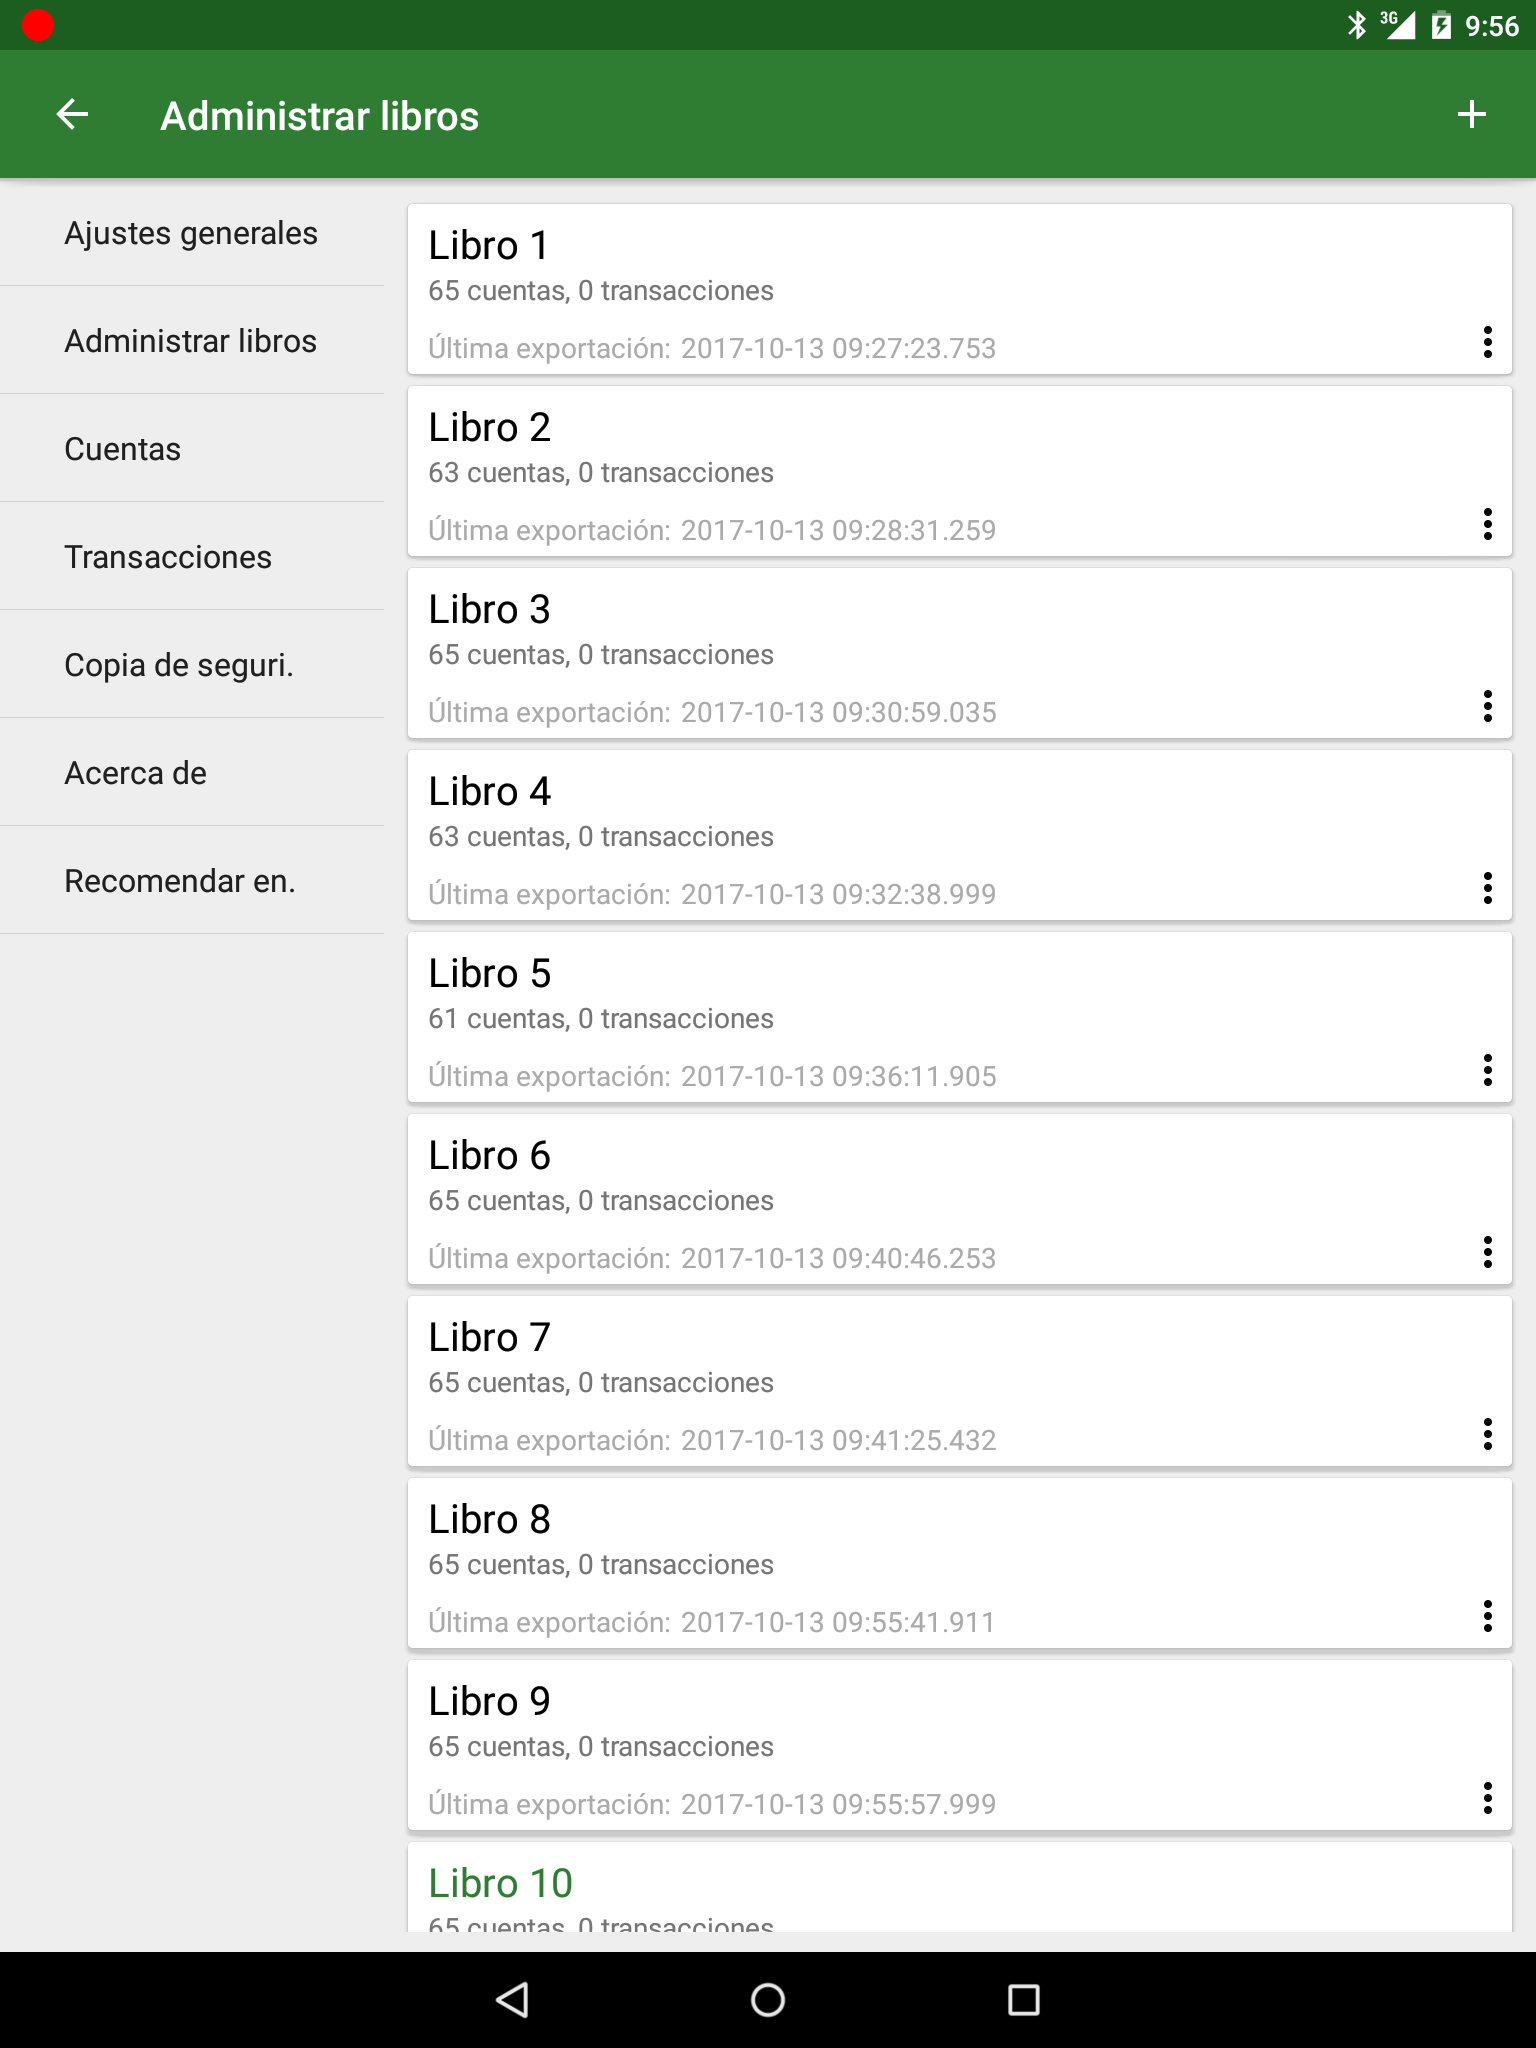 3G 9:56
Administrar libros
Ajustes generales
Administrar libros
Cuentas
Transacciones
Copia de seguri.
Acerca de
Recomendar en.
Libro 1
65 cuentas, 0 transacciones
Última exportación: 2017-10-13 09:27:23.753
Libro 2
63 cuentas, 0 transacciones
Última exportación: 2017-10-13 09:28:31.259
Libro 3
65 cuentas, 0 transacciones
Última exportación: 2017-10-13 09:30:59.035
Libro 4
63 cuentas, 0 transacciones
Última exportación: 2017-10-13 09:32:38.999
Libro 5
61 cuentas, 0 transacciones
Última exportación: 2017-10-13 09:36:11.905
Libro 6
65 cuentas, 0 transacciones
Última exportación: 2017-10-13 09:40:46.253
Libro 7
65 cuentas, 0 transacciones
Última exportación: 2017-10-13 09:41:25.432
Libro 8
65 cuentas, 0 transacciones
Última exportación: 2017-10-13 09:55:41.911
Libro 9
65 cuentas, 0 transacciones
Última exportación: 2017-10-13 09:55:57.999
Libro 10
65 cuentas, 0 transacciones